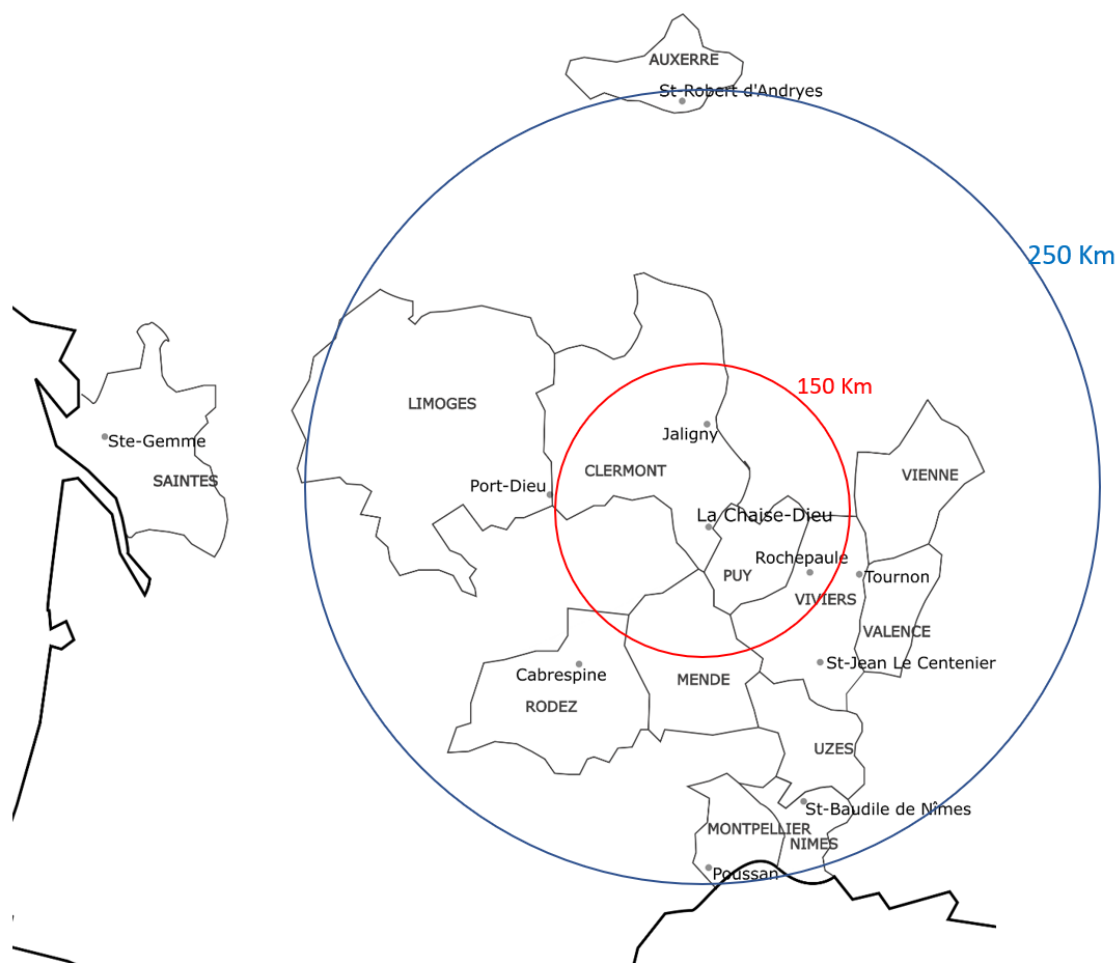 AUXERRE
St-Robert d'Andryes
250 Km
150 Km
LIMOGES
Jaligny
Ste-Gemme
CLERMONT
VIENNE
SAINTES
Port-Dieu
La Chaise-Dieu
Rochepaule
PUY
Tournon
VIVIERS
VALENCE
St-Jean Le Centenier
Cabrespine
MENDE
RODEZ
UZES
St-Baudile de Nîmes
MONTPELLIER
NIMES
Poussan